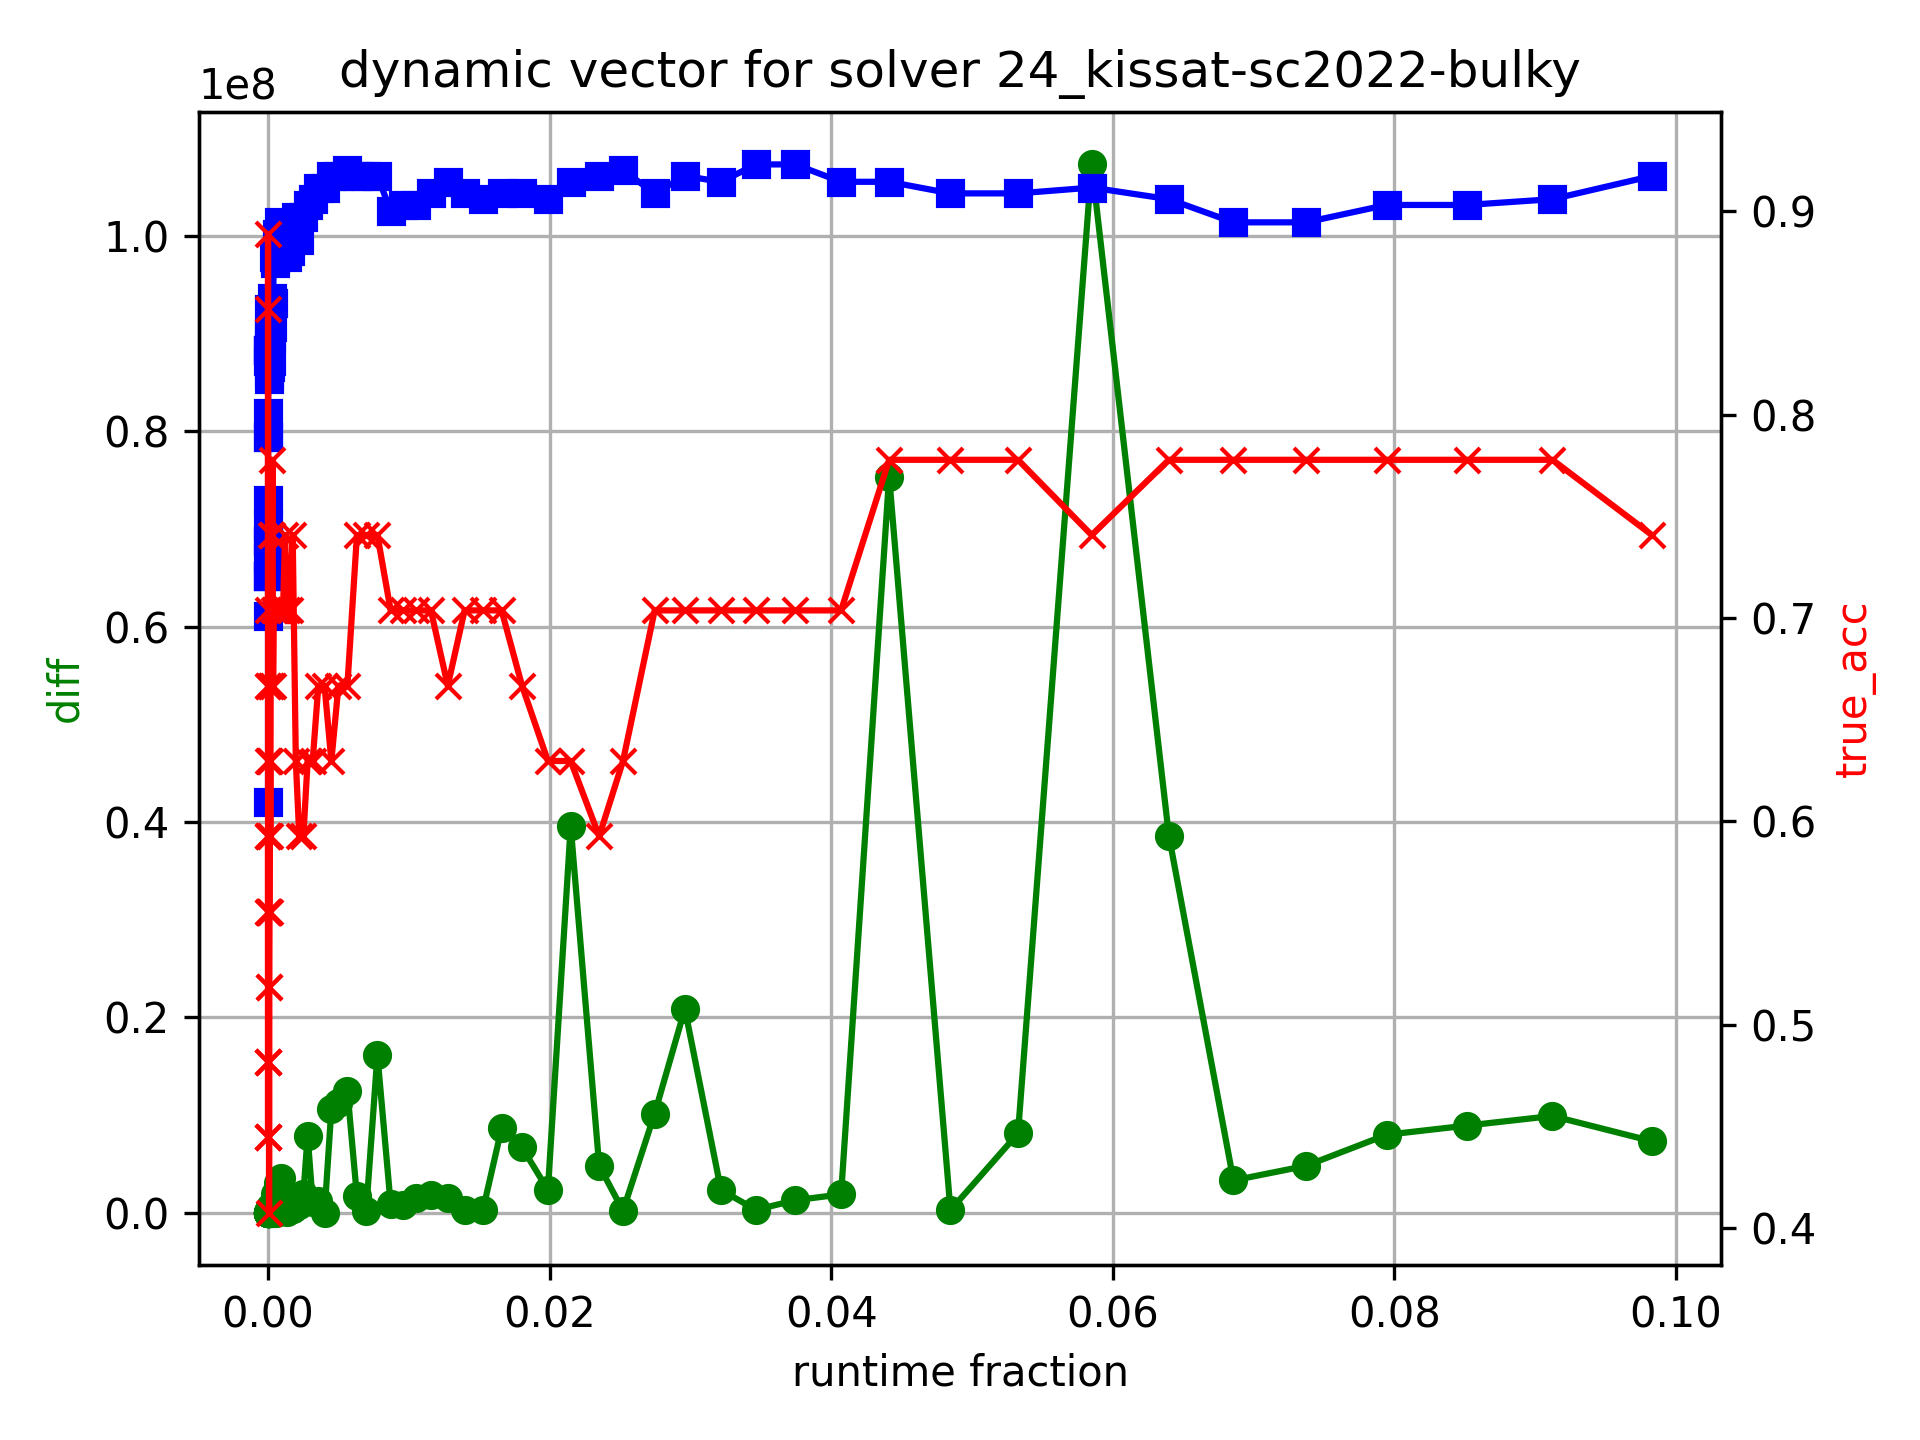 dynamic vector for solver 24_kissat-sc2022-bulky
1e8
1.0
0.8
0.6
0.4
0.2
0.0
diff
0.9
0.8
0.7
0.6
0.5
0.4
true_acc
0.00 0.02 0.04 0.06 0.08 0.10
runtime fraction